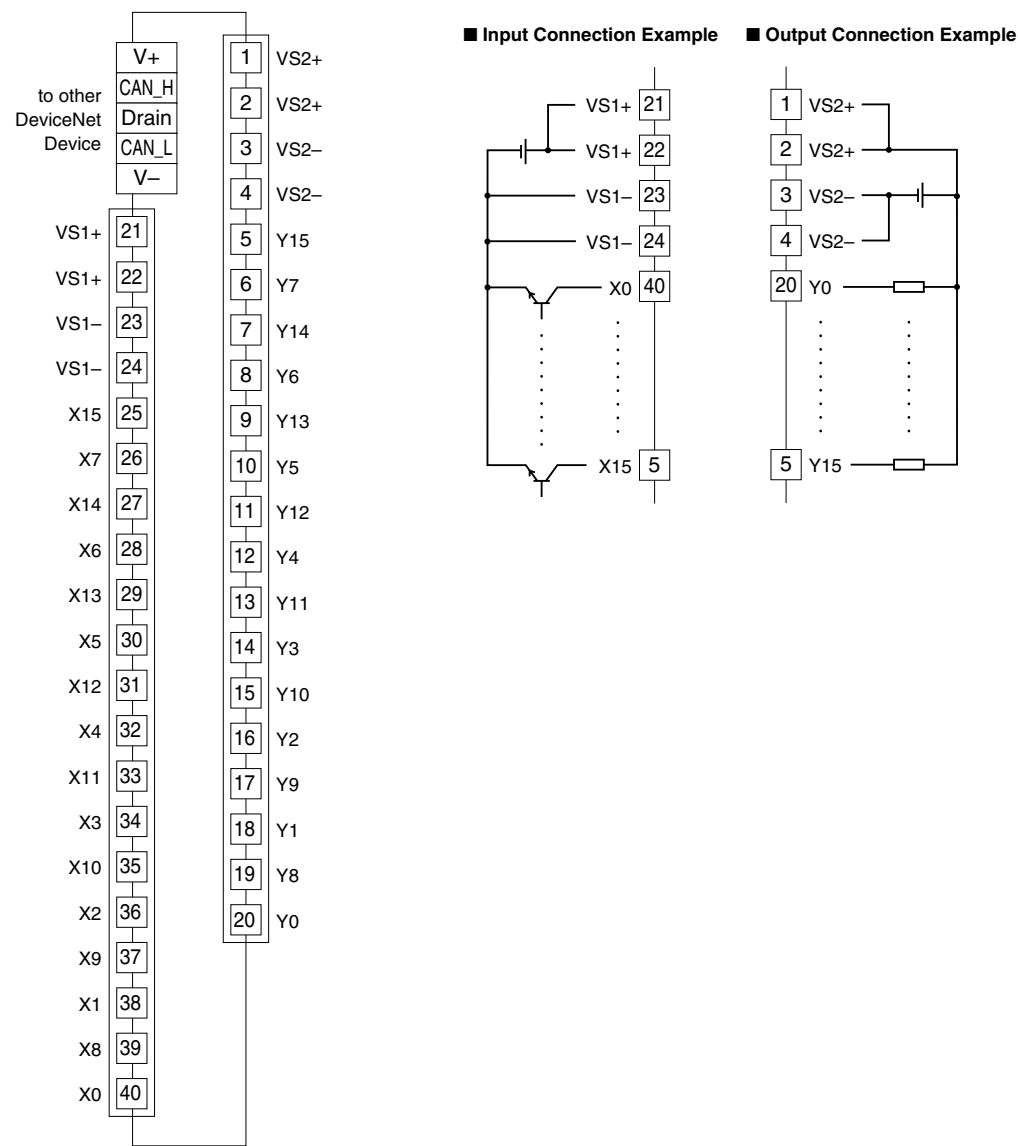 V+
CAN_H
Drain
CAN_L
V–
to other
DeviceNet
Device
VS1+ 21
VS1+ 22
VS1– 23
VS1– 24
X15 25
X7 26
X14 27
X6 28
X13 29
X5 30
X12 31
X4 32
X11 33
X3 34
X10 35
X2 36
X9 37
X1 38
X8 39
X0 40
1 VS2+
2 VS2+
3 VS2–
4 VS2–
5 Y15
6 Y7
7 Y14
8 Y6
9 Y13
10 Y5
11 Y12
12 Y4
13 Y11
14 Y3
15 Y10
16 Y2
17 Y9
18 Y1
19 Y8
20 Y0
■ Input Connection Example
VS1+ 21
VS1+ 22
VS1– 23
VS1– 24
X0 40
X15 5
■ Output Connection Example
1 VS2+
2 VS2+
3 VS2–
4 VS2–
20 Y0
5 Y15